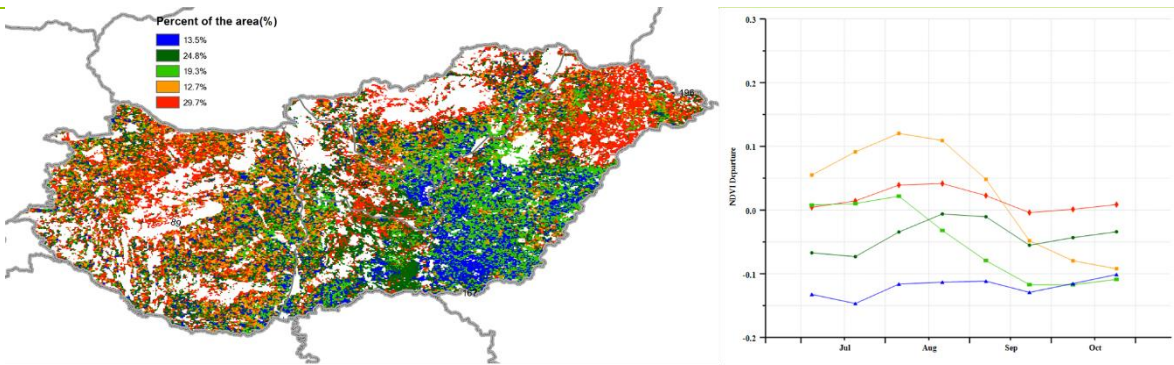 Percent of the area(%)
13.5%
24.8%
19.3%
12.7%
29.7%
196
89
167
NDVI Departure
0.3
0.2
0.1
0.0
-0.1
-0.2
Jul
Aug
Sep
Oct